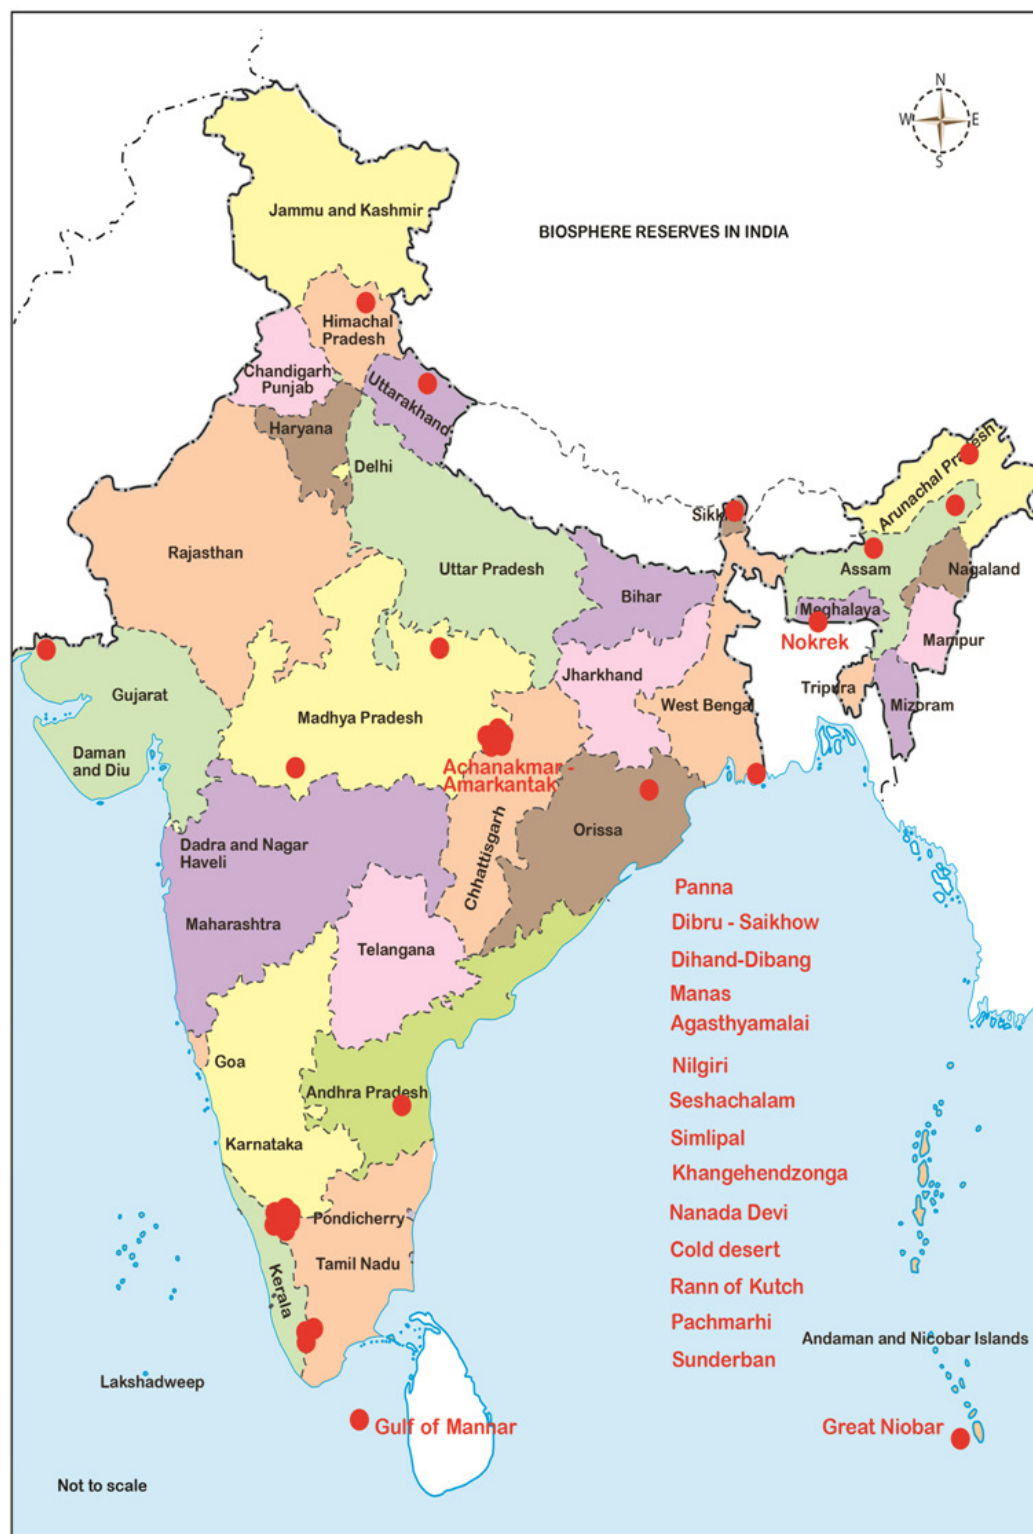 N
W
E
S
BIOSPHERE RESERVES IN INDIA
Jammu and Kashmir
Himachal
Pradesh
Chandigarh
Punjab
Uttarakhand
Haryana
Delhi
Rajasthan
Uttar Pradesh
Bihar
Arunachal Pradesh
Assam
Nagaland
Meghalaya
Nokrek
Manipur
Tripura
Mizoram
Gujarat
Madhya Pradesh
Jharkhand
West Bengal
Daman
and Diu
Achanakmar -
Amarkantak
Orissa
Dadra and Nagar
Haveli
Chhattisgarh
Maharashtra
Telangana
Goa
Andhra Pradesh
Karnataka
Pondicherry
Tamil Nadu
Kerala
Panna
Dibru - Saikhow
Dihand-Dibang
Manas
Agasthyamalai
Nilgiri
Seshachalam
Simlipal
Khangehendzonga
Nanada Devi
Cold desert
Rann of Kutch
Pachmarhi
Sunderban
Andaman and Nicobar Islands
Lakshadweep
Gulf of Mannar
Great Niobar
Not to scale